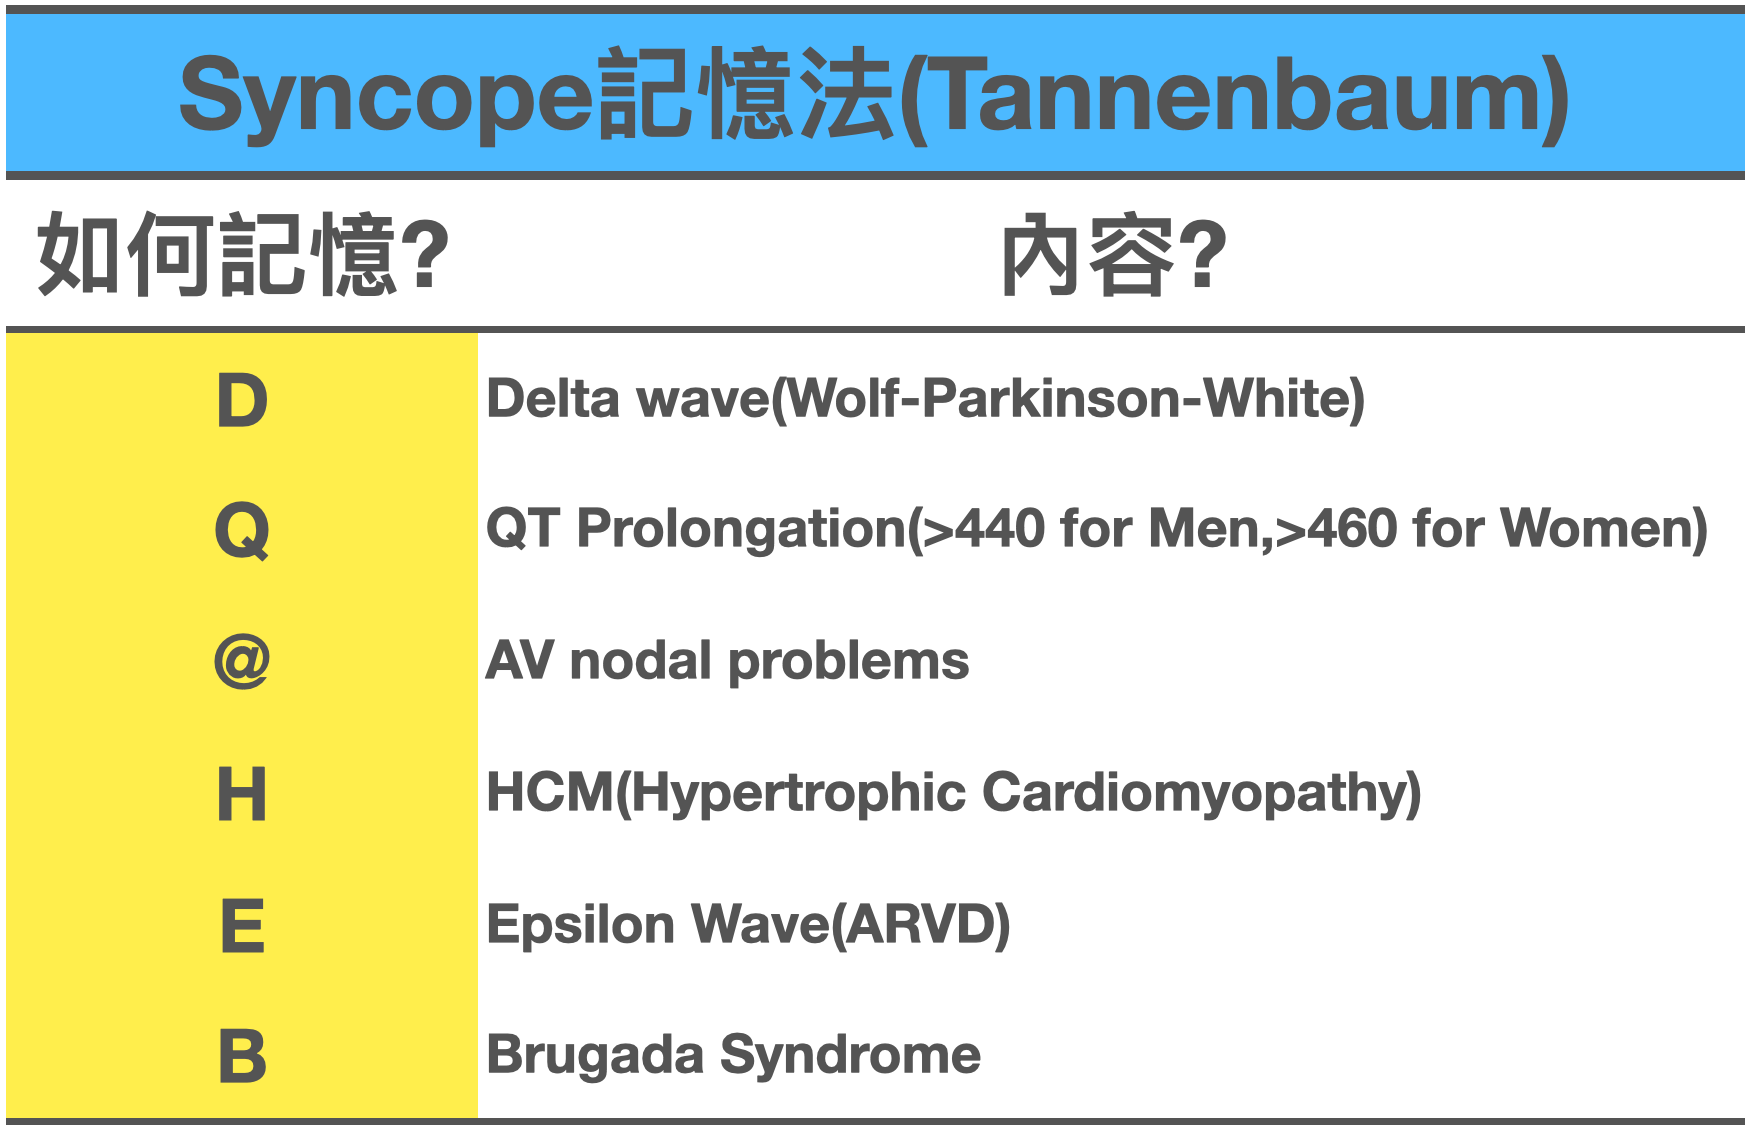 Syncope記憶法(Tannenbaum)
如何記憶? 內容?
D Delta wave(Wolf-Parkinson-White)
Q QT Prolongation(>440 for Men,>460 for Women)
@ AV nodal problems
H HCM(Hypertrophic Cardiomyopathy)
E Epsilon Wave(ARVD)
B Brugada Syndrome